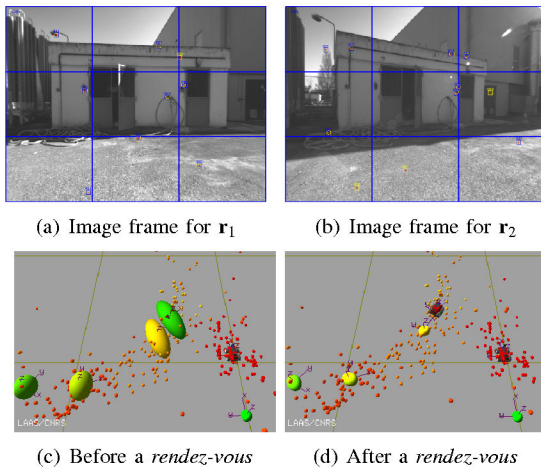 (a) Image frame for r1
(b) Image frame for r2
LAAS/CNRS
LAAS/CNRS
(c) Before a rendez-vous
(d) After a rendez-vous